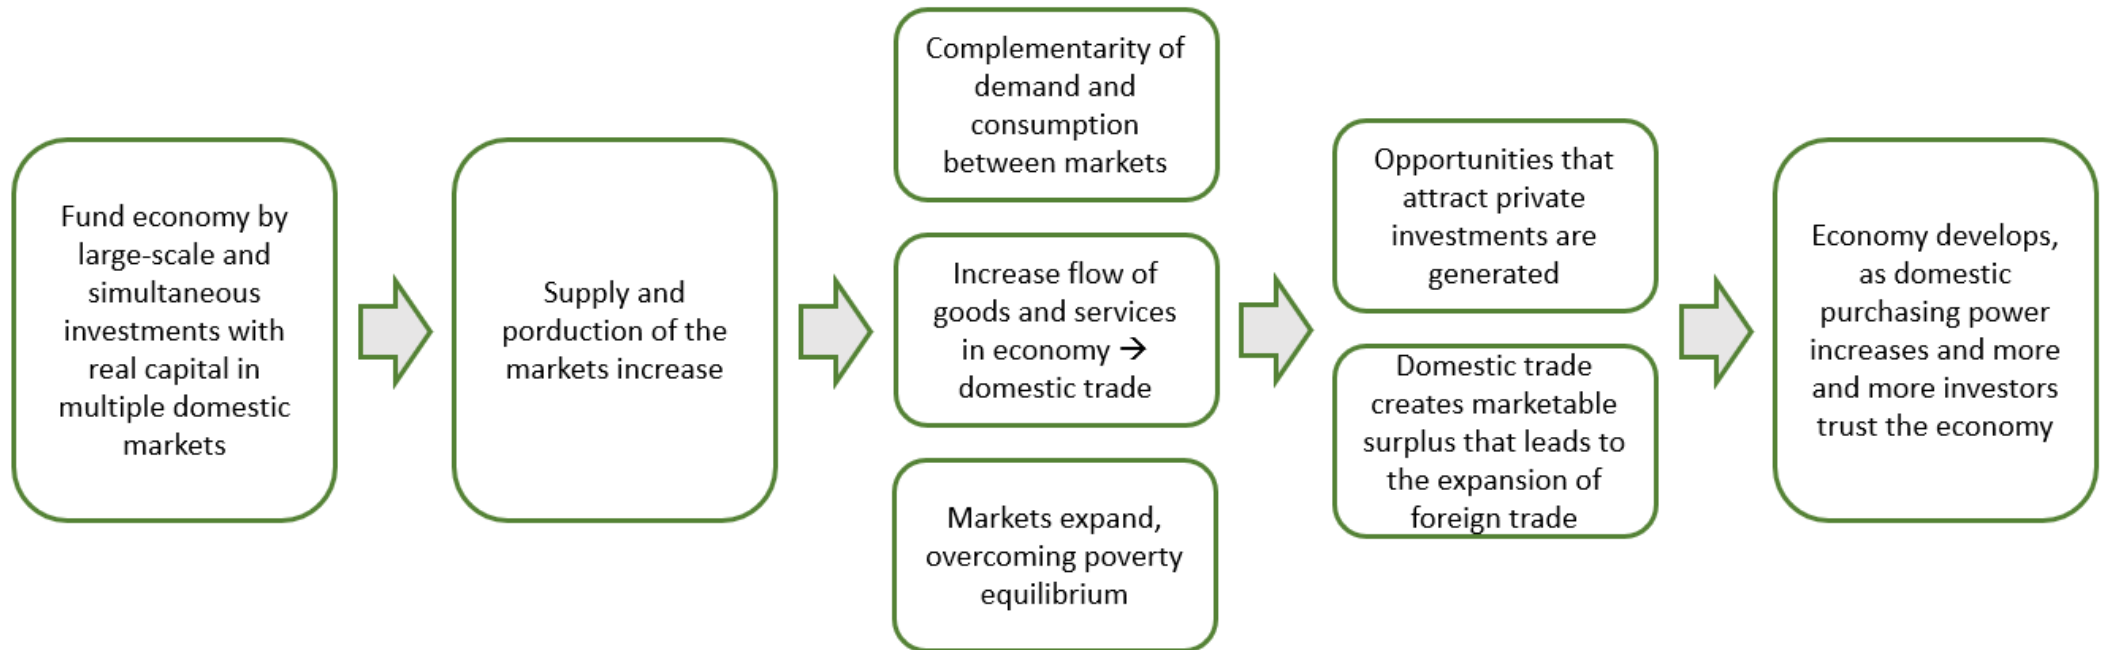 Fund economy by
large-scale and
simultaneous
investments with
real capital in
multiple domestic
markets
Supply and
porduction of the
markets increase
Complementarity of
demand and
consumption
between markets
Increase flow of
goods and services
in economy →
domestic trade
Markets expand,
overcoming poverty
equilibrium
Opportunities that
attract private
investments are
generated
Domestic trade
creates marketable
surplus that leads to
the expansion of
foreign trade
Economy develops,
as domestic
purchasing power
increases and more
and more investors
trust the economy